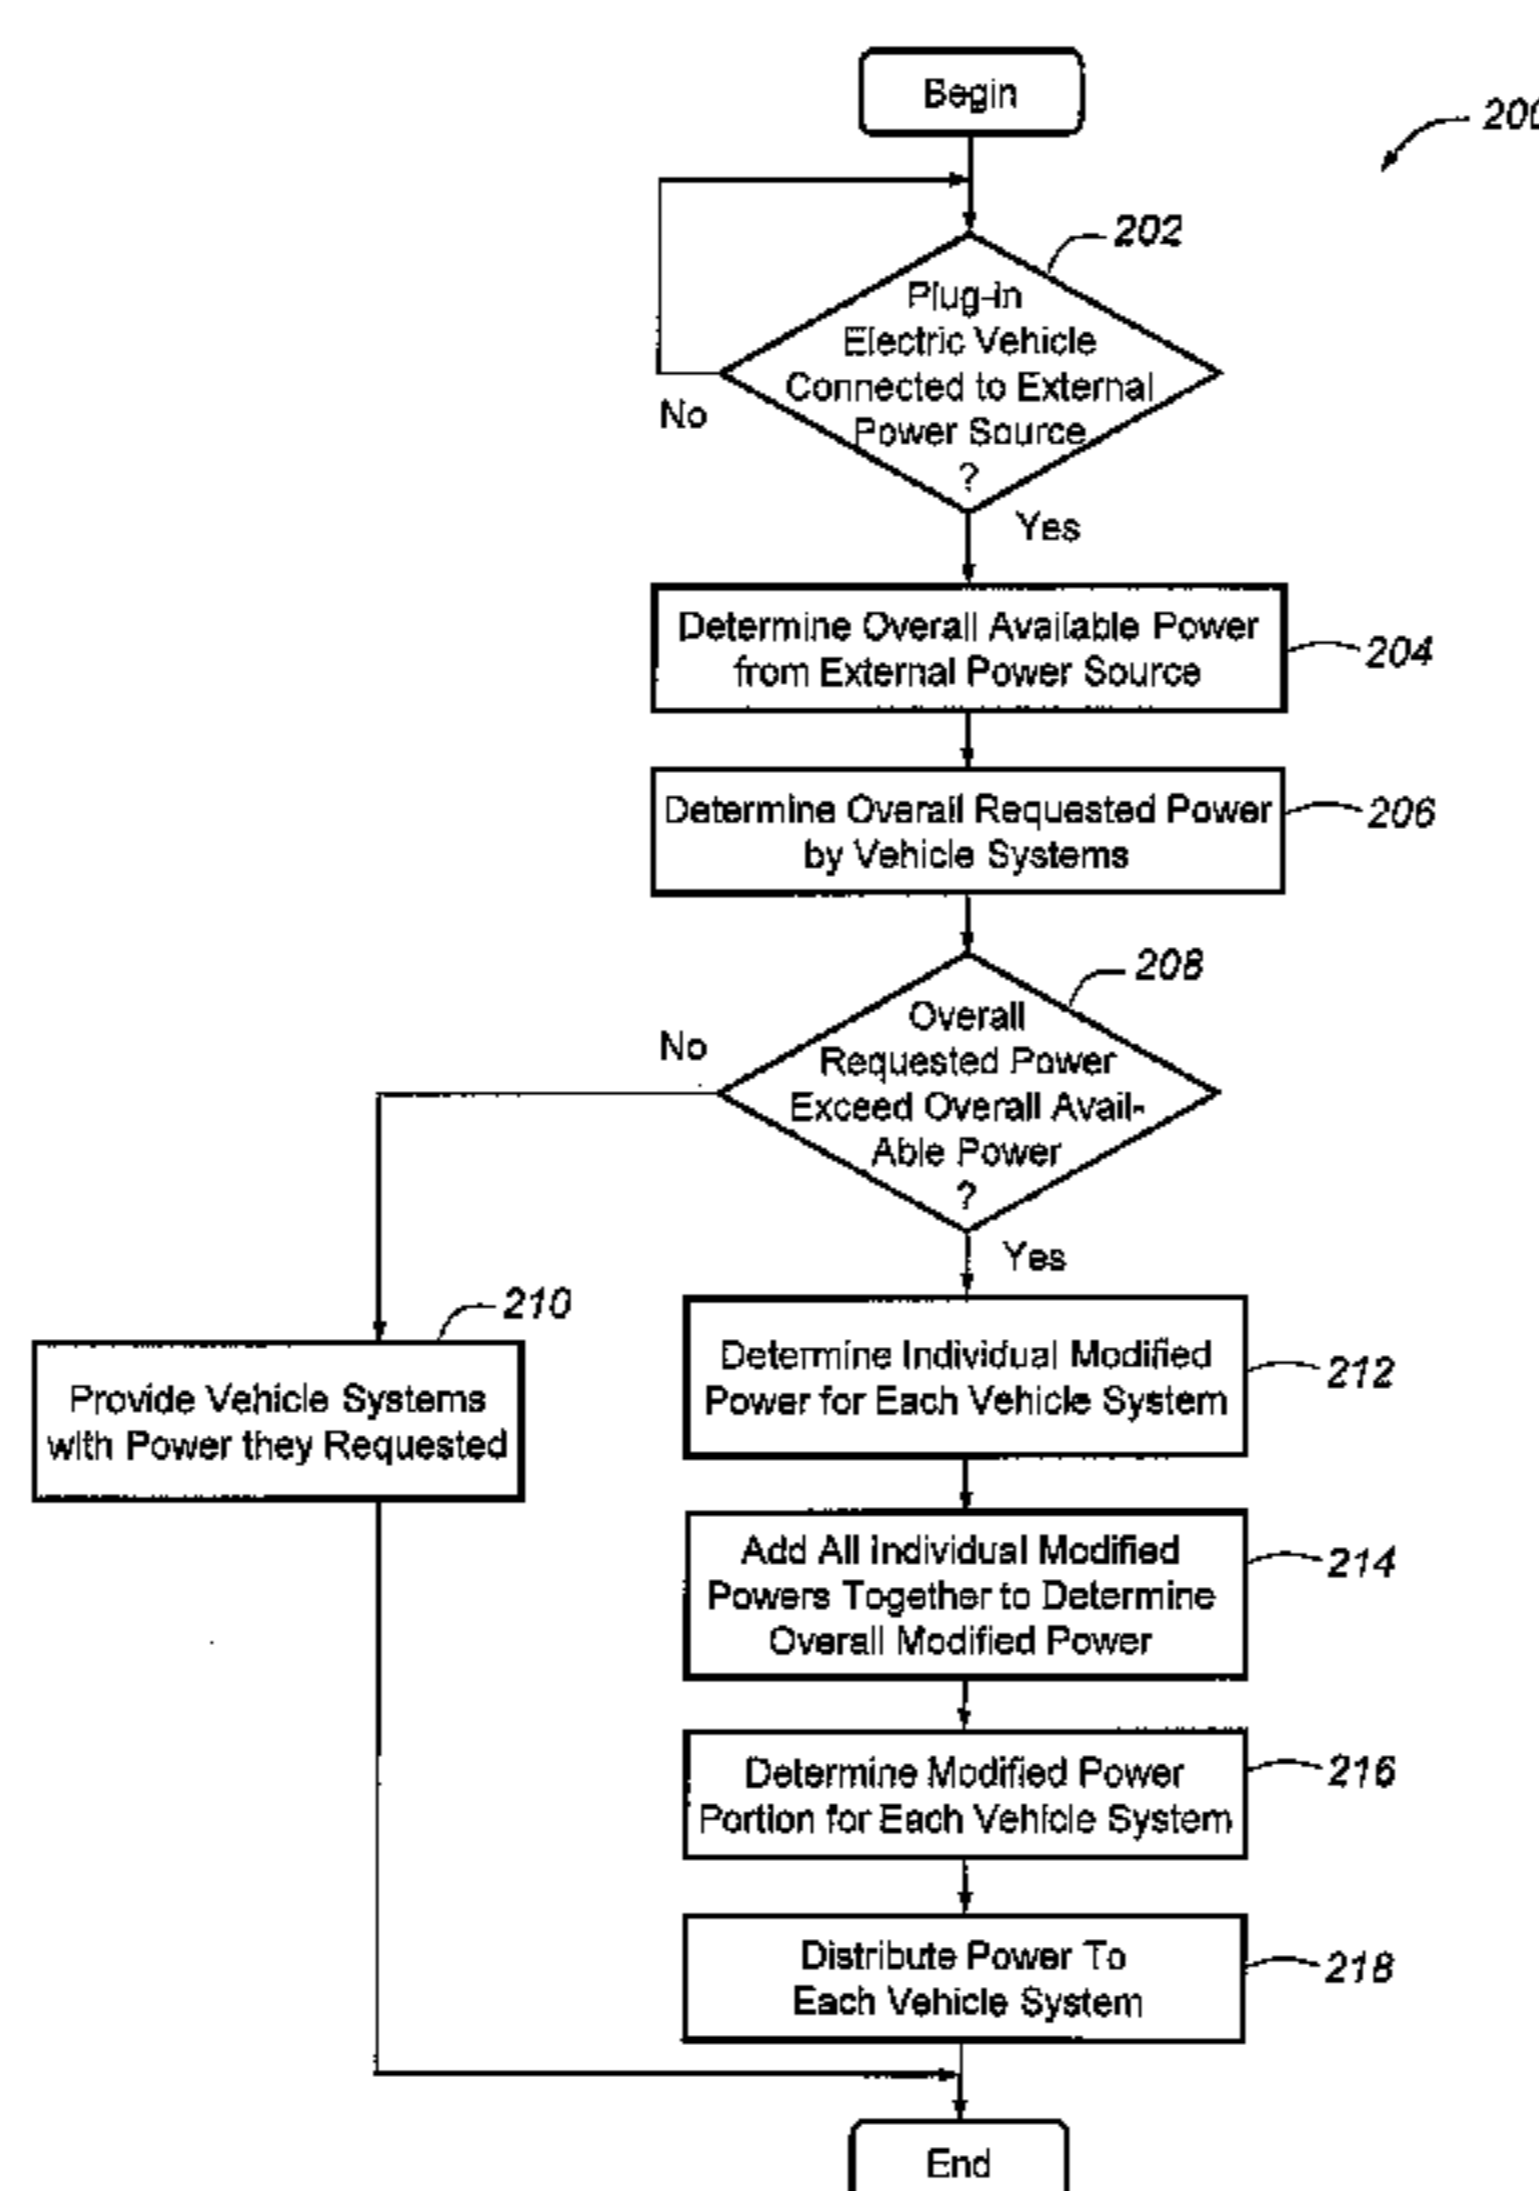 Begin
200
202
Plug-in
Electric Vehicle
Connected to External
Power Source
?
No
Yes
Determine Overall Available Power
from External Power Source
204
Determine Overall Requested Power
by Vehicle Systems
206
208
Overall
Requested Power
Exceed Overall Avail-
Able Power
?
No
Yes
210
Provide Vehicle Systems
with Power they Requested
Determine Individual Modified
Power for Each Vehicle System
212
Add All Individual Modified
Powers Together to Determine
Overall Modified Power
214
Determine Modified Power
Portion for Each Vehicle System
216
Distribute Power To
Each Vehicle System
218
End